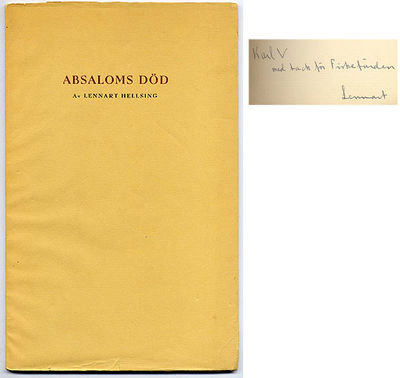 ABSALOMS DÖD
AV LENNART HELLSING
Karl V
med tack för
Lennart